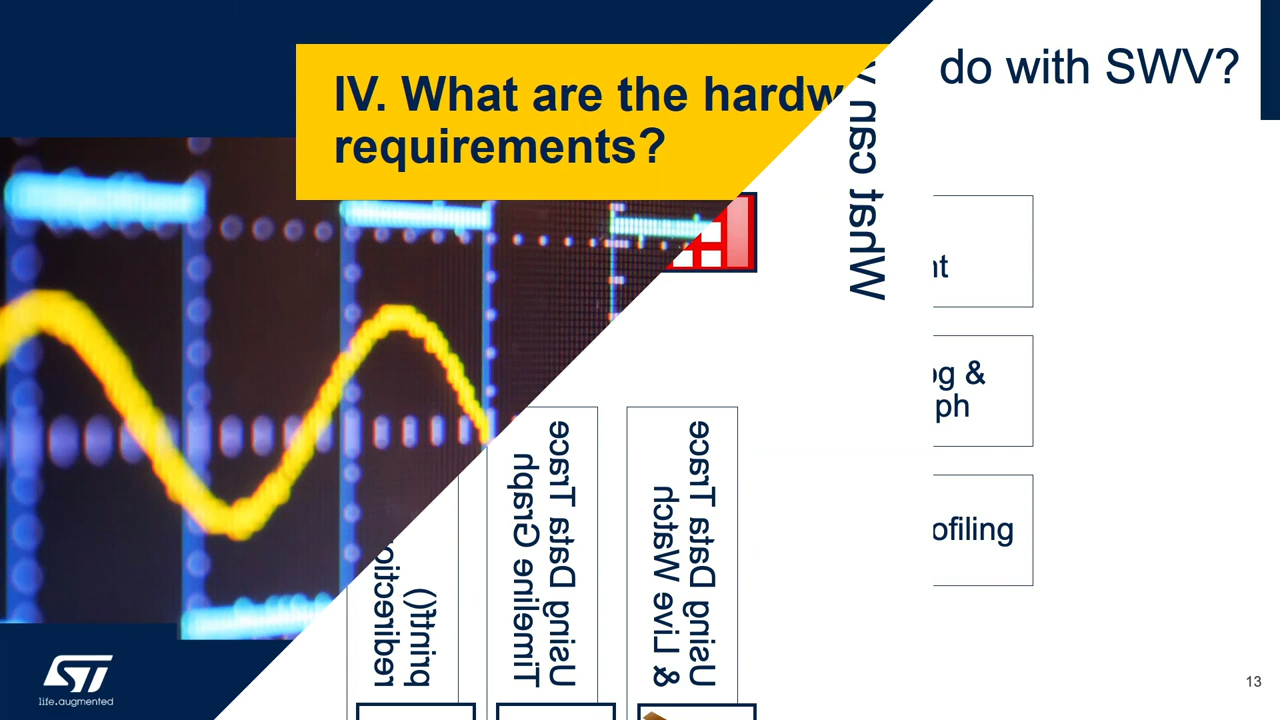 IV. What are the hardw
requirements?
do with SWV?
What can
nt
og &
ph
ofiling
printf()
redirectio
Using Data Trace
Timeline Graph
Using Data Trace
& Live Watch
life.augmented
13